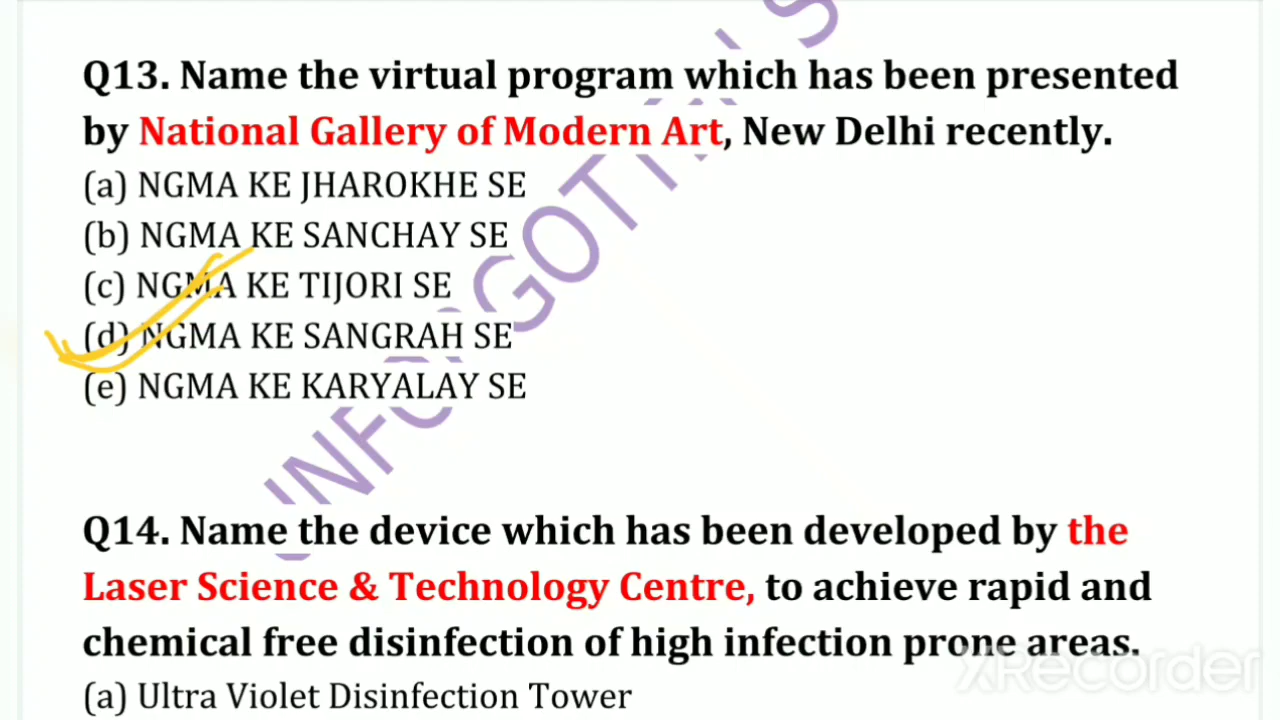 Q13. Name the virtual program which has been presented
by National Gallery of Modern Art, New Delhi recently.
(a) NGMA KE JHAROKHE SE
(b) NGMA KE SANCHAY SE
(c) NGMA KE TIJORI SE
(d) NGMA KE SANGRAH SE
(e) NGMA KE KARYALAY SE
Q14. Name the device which has been developed by the
Laser Science & Technology Centre, to achieve rapid and
chemical free disinfection of high infection prone areas.
XRecorder
(a) Ultra Violet Disinfection Tower